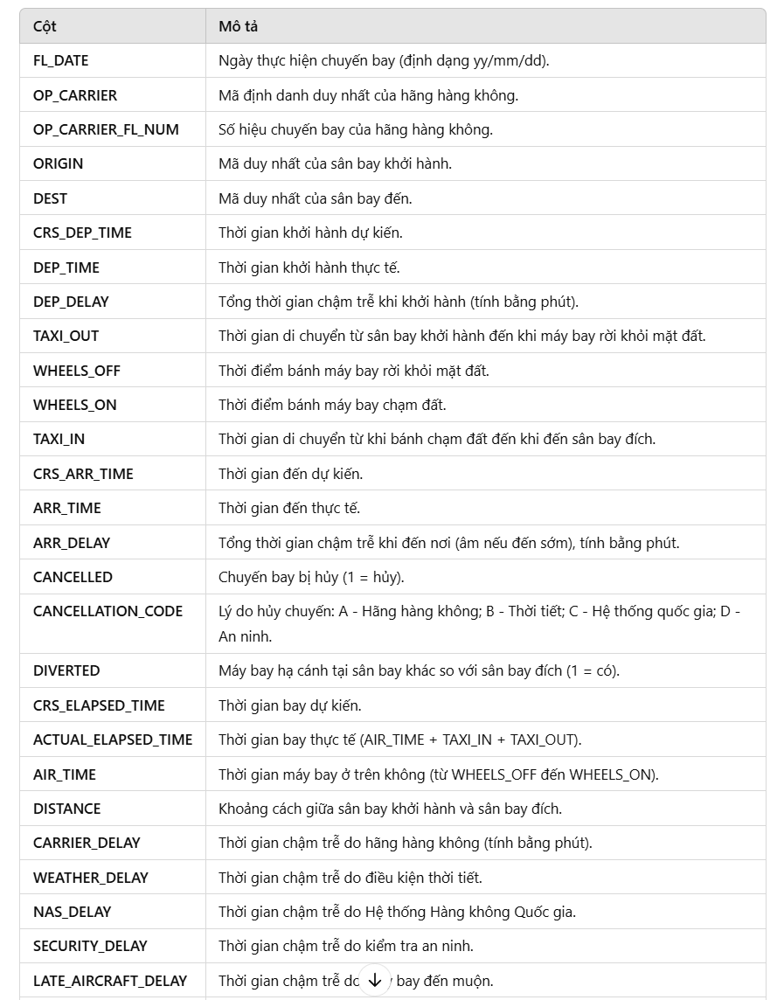 Cột Mô tả
FL_DATE Ngày thực hiện chuyến bay (định dạng yy/mm/dd).
OP_CARRIER Mã định danh duy nhất của hãng hàng không.
OP_CARRIER_FL_NUM Số hiệu chuyến bay của hãng hàng không.
ORIGIN Mã duy nhất của sân bay khởi hành.
DEST Mã duy nhất của sân bay đến.
CRS_DEP_TIME Thời gian khởi hành dự kiến.
DEP_TIME Thời gian khởi hành thực tế.
DEP_DELAY Tổng thời gian chậm trễ khi khởi hành (tính bằng phút).
TAXI_OUT Thời gian di chuyển từ sân bay khởi hành đến khi máy bay rời khỏi mặt đất.
WHEELS_OFF Thời điểm bánh máy bay rời khỏi mặt đất.
WHEELS_ON Thời điểm bánh máy bay chạm đất.
TAXI_IN Thời gian di chuyển từ khi bánh chạm đất đến khi đến sân bay đích.
CRS_ARR_TIME Thời gian đến dự kiến.
ARR_TIME Thời gian đến thực tế.
ARR_DELAY Tổng thời gian chậm trễ khi đến nơi (âm nếu đến sớm), tính bằng phút.
CANCELLED Chuyến bay bị hủy (1 = hủy).
CANCELLATION_CODE Lý do hủy chuyến: A - Hãng hàng không; B - Thời tiết; C - Hệ thống quốc gia; D -
An ninh.
DIVERTED Máy bay hạ cánh tại sân bay khác so với sân bay đích (1 = có).
CRS_ELAPSED_TIME Thời gian bay dự kiến.
ACTUAL_ELAPSED_TIME Thời gian bay thực tế (AIR_TIME + TAXI_IN + TAXI_OUT).
AIR_TIME Thời gian máy bay ở trên không (từ WHEELS_OFF đến WHEELS_ON).
DISTANCE Khoảng cách giữa sân bay khởi hành và sân bay đích.
CARRIER_DELAY Thời gian chậm trễ do hãng hàng không (tính bằng phút).
WEATHER_DELAY Thời gian chậm trễ do điều kiện thời tiết.
NAS_DELAY Thời gian chậm trễ do Hệ thống Hàng không Quốc gia.
SECURITY_DELAY Thời gian chậm trễ do kiểm tra an ninh.
LATE_AIRCRAFT_DELAY Thời gian chậm trễ do bay đến muộn.